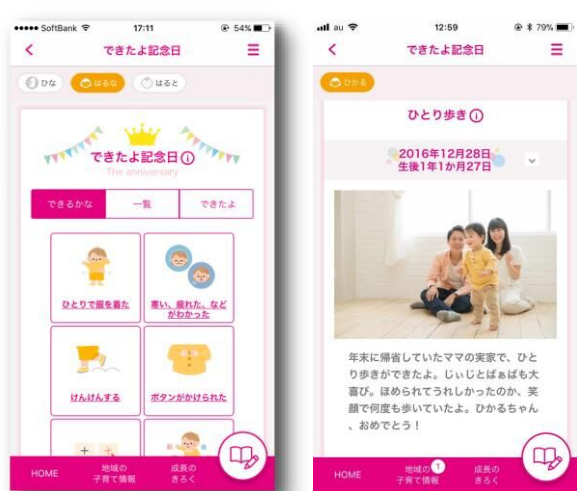 SoftBank 17:11 54%
できたよ記念日
ひな はるな はると
できたよ記念日
The anniversary
できるかな 一覧 できたよ
ひとりで服を着た
寒い、疲れた、など
がわかった
けんけんする
ボタンがかけられた
HOME
地域の
子育て情報
成長の
きろく
au 12:59 79%
できたよ記念日
ひかる
ひとり歩き
2016年12月28日
生後1年1か月27日
年末に帰省していたママの実家で、ひと
り歩きができたよ。じぃじとばぁばも大
喜び。ほめられてうれしかったのか、笑
顔で何度も歩いていたよ。ひかるちゃん
、おめでとう！
HOME
地域の 1
子育て情報
成長の
きろく